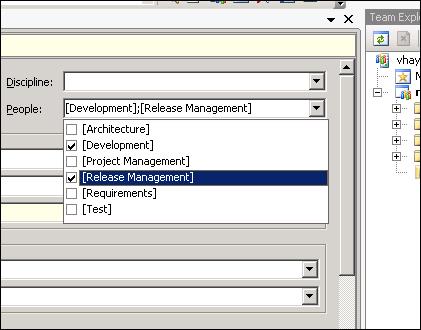 Team Explo
Discipline:
People: [Development];[Release Management]
[Architecture]
[Development]
[Project Management]
[Release Management]
[Requirements]
[Test]
vhay